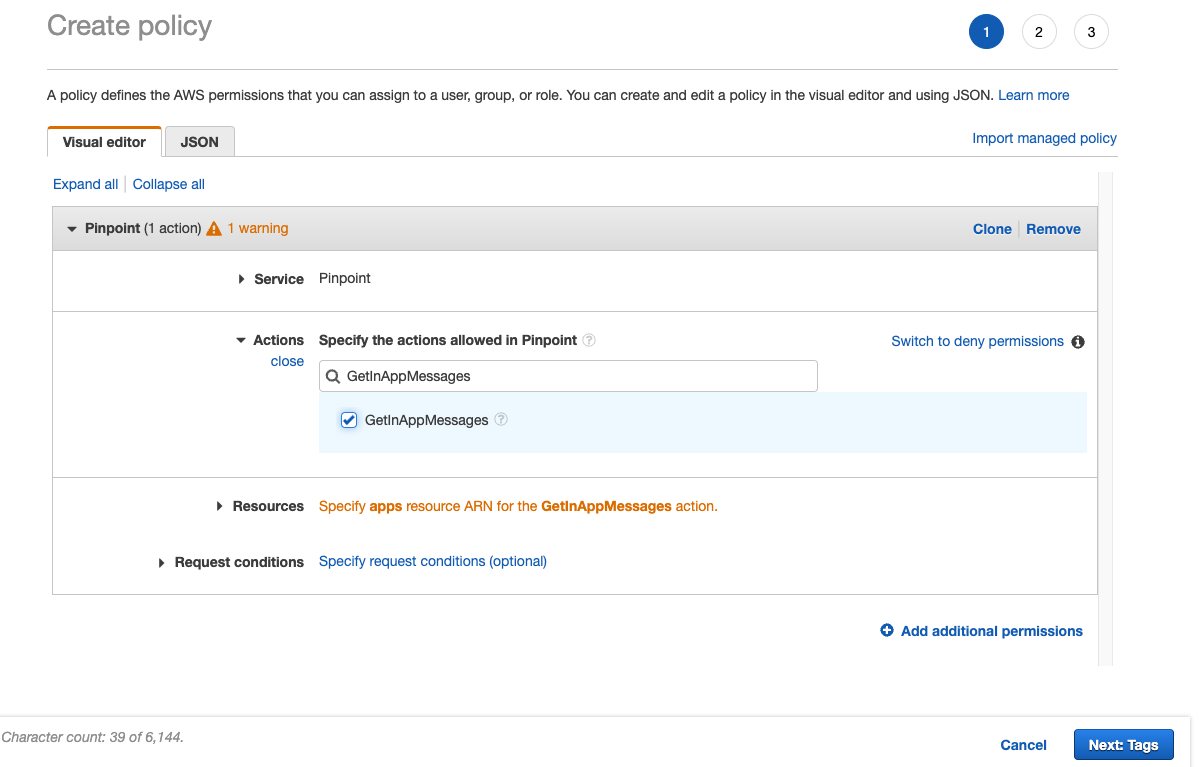 Create policy
1
2
3
A policy defines the AWS permissions that you can assign to a user, group, or role. You can create and edit a policy in the visual editor and using JSON. Learn more
Visual editor
JSON
Import managed policy
Expand all
Collapse all
Pinpoint (1 action) 1 warning
Clone
Remove
Service
Pinpoint
Actions
close
Specify the actions allowed in Pinpoint ?
Switch to deny permissions i
GetInAppMessages
GetInAppMessages ?
Resources
Specify apps resource ARN for the GetInAppMessages action.
Request conditions
Specify request conditions (optional)
Add additional permissions
Character count: 39 of 6,144.
Cancel
Next: Tags